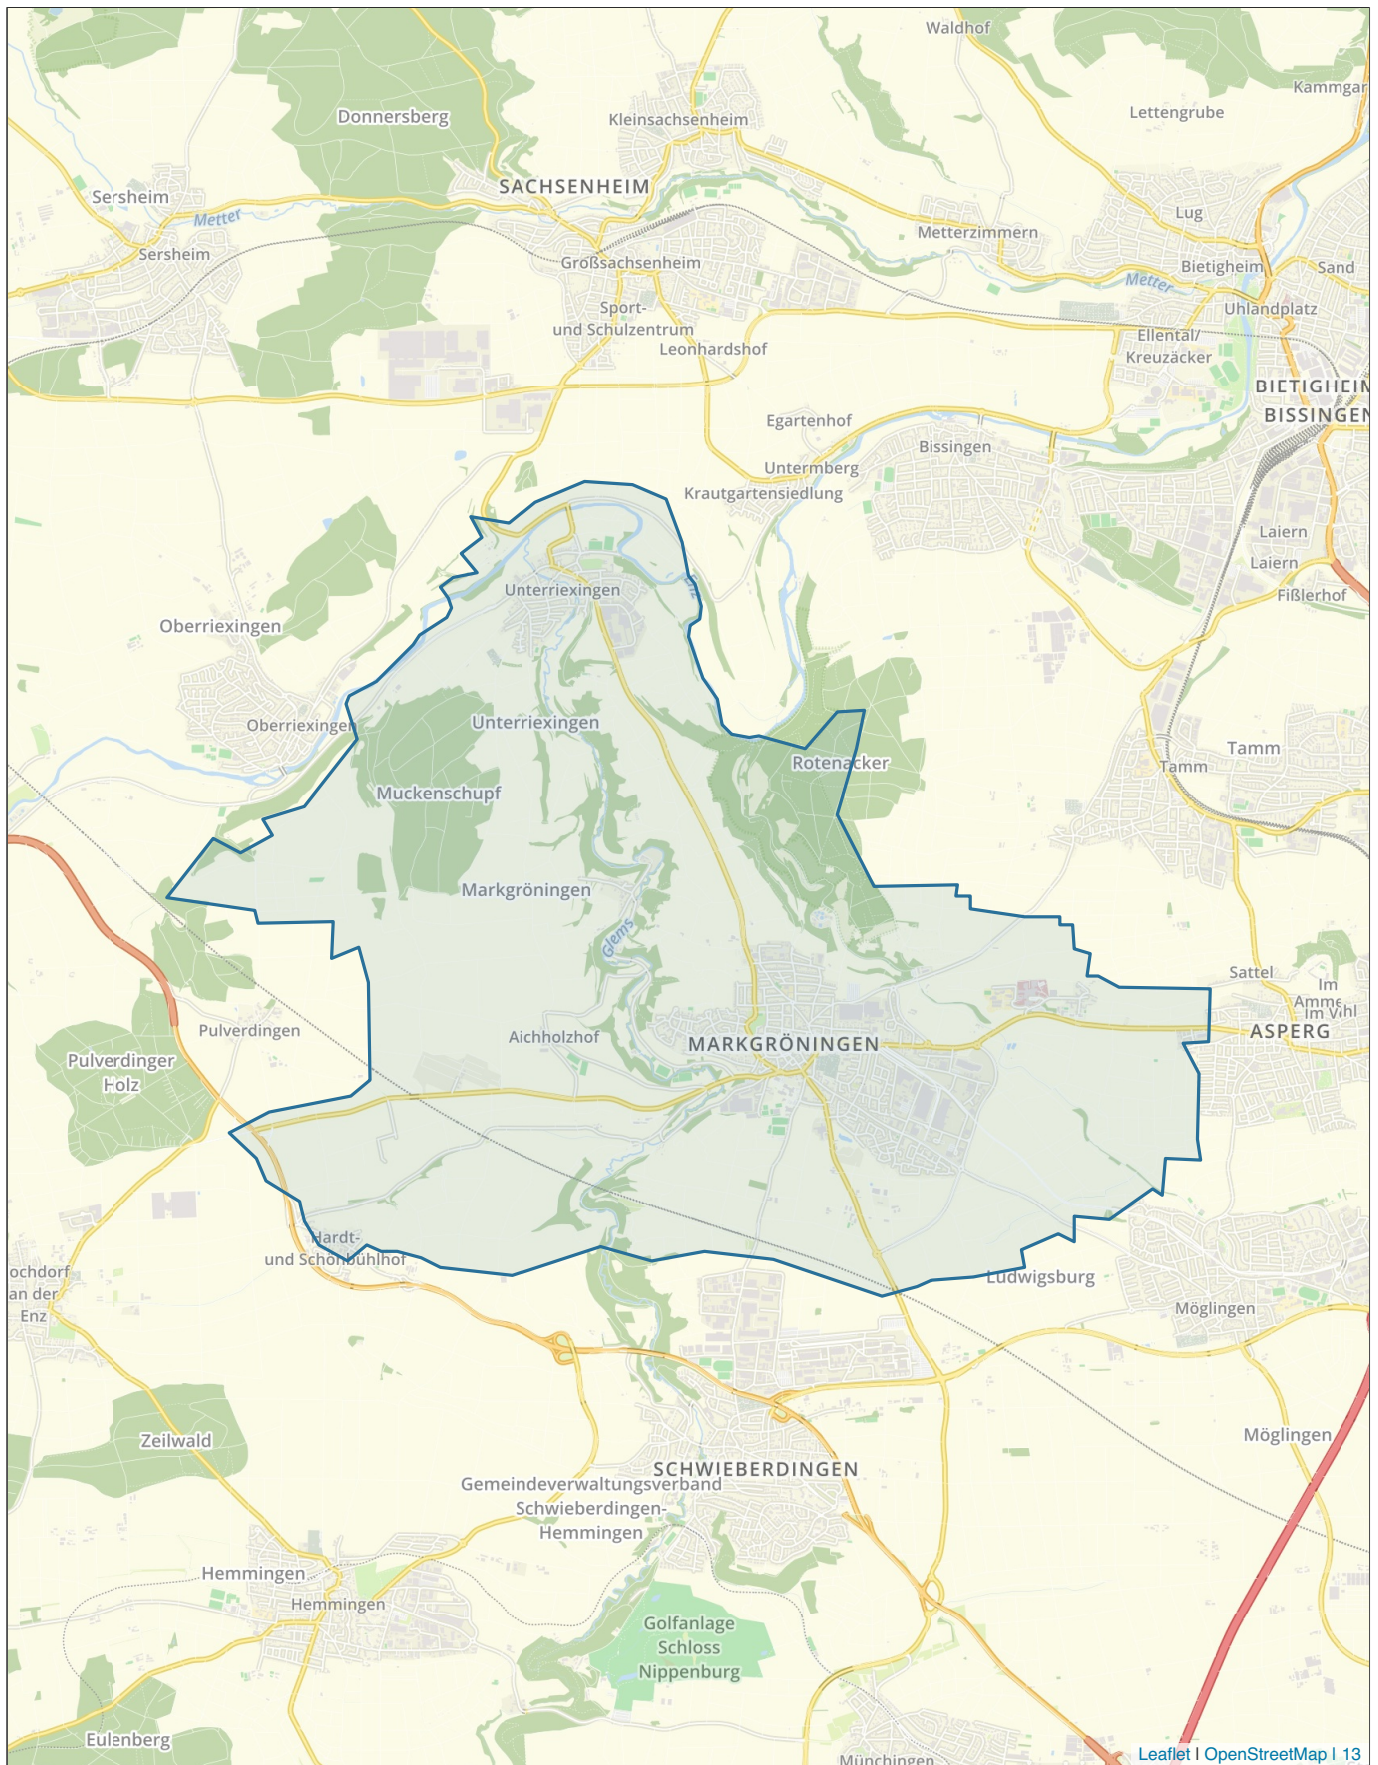 Waldhof
Kammgar
Donnersberg
Kleinsachsenheim
Lettengrube
SACHSENHEIM
Sersheim
Metter
Lug
Metterzimmern
Sersheim
Großsachsenheim
Bietigheim
Sand
Metter
Sport-
und Schulzentrum
Uhlandplatz
Leonhardshof
Ellental/
Kreuzäcker
BIETIGHEIM
BISSINGEN
Egartenhof
Bissingen
Untermberg
Krautgartensiedlung
Laiern
Laiern
Enz
Unterriexingen
Fißlerhof
Oberriexingen
Unterriexingen
Oberriexingen
Tamm
Rotenacker
Tamm
Muckenschupf
Markgröningen
Glems
Sattel
Im
Amme
Im Vihl
Pulverdingen
Aichholzhof
MARKGRÖNINGEN
ASPERG
Pulverdinger
Holz
Hardt-
und Schönbühlhof
ochdorf
an der
Enz
Ludwigsburg
Möglingen
Zeilwald
Möglingen
SCHWIEBERDINGEN
Gemeindeverwaltungsverband
Schwieberdingen-
Hemmingen
Hemmingen
Hemmingen
Golfanlage
Schloss
Nippenburg
Eulenberg
Münchingen
Leaflet | OpenStreetMap | 13